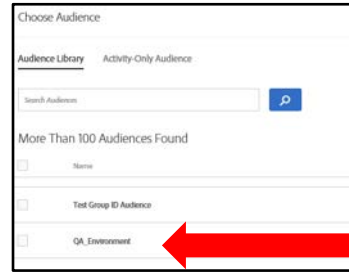 Choose Audience
Audience Library Activity-Only Audience
Search Audiences
More Than 100 Audiences Found
Name
Test Group ID Audience
QA_Environment